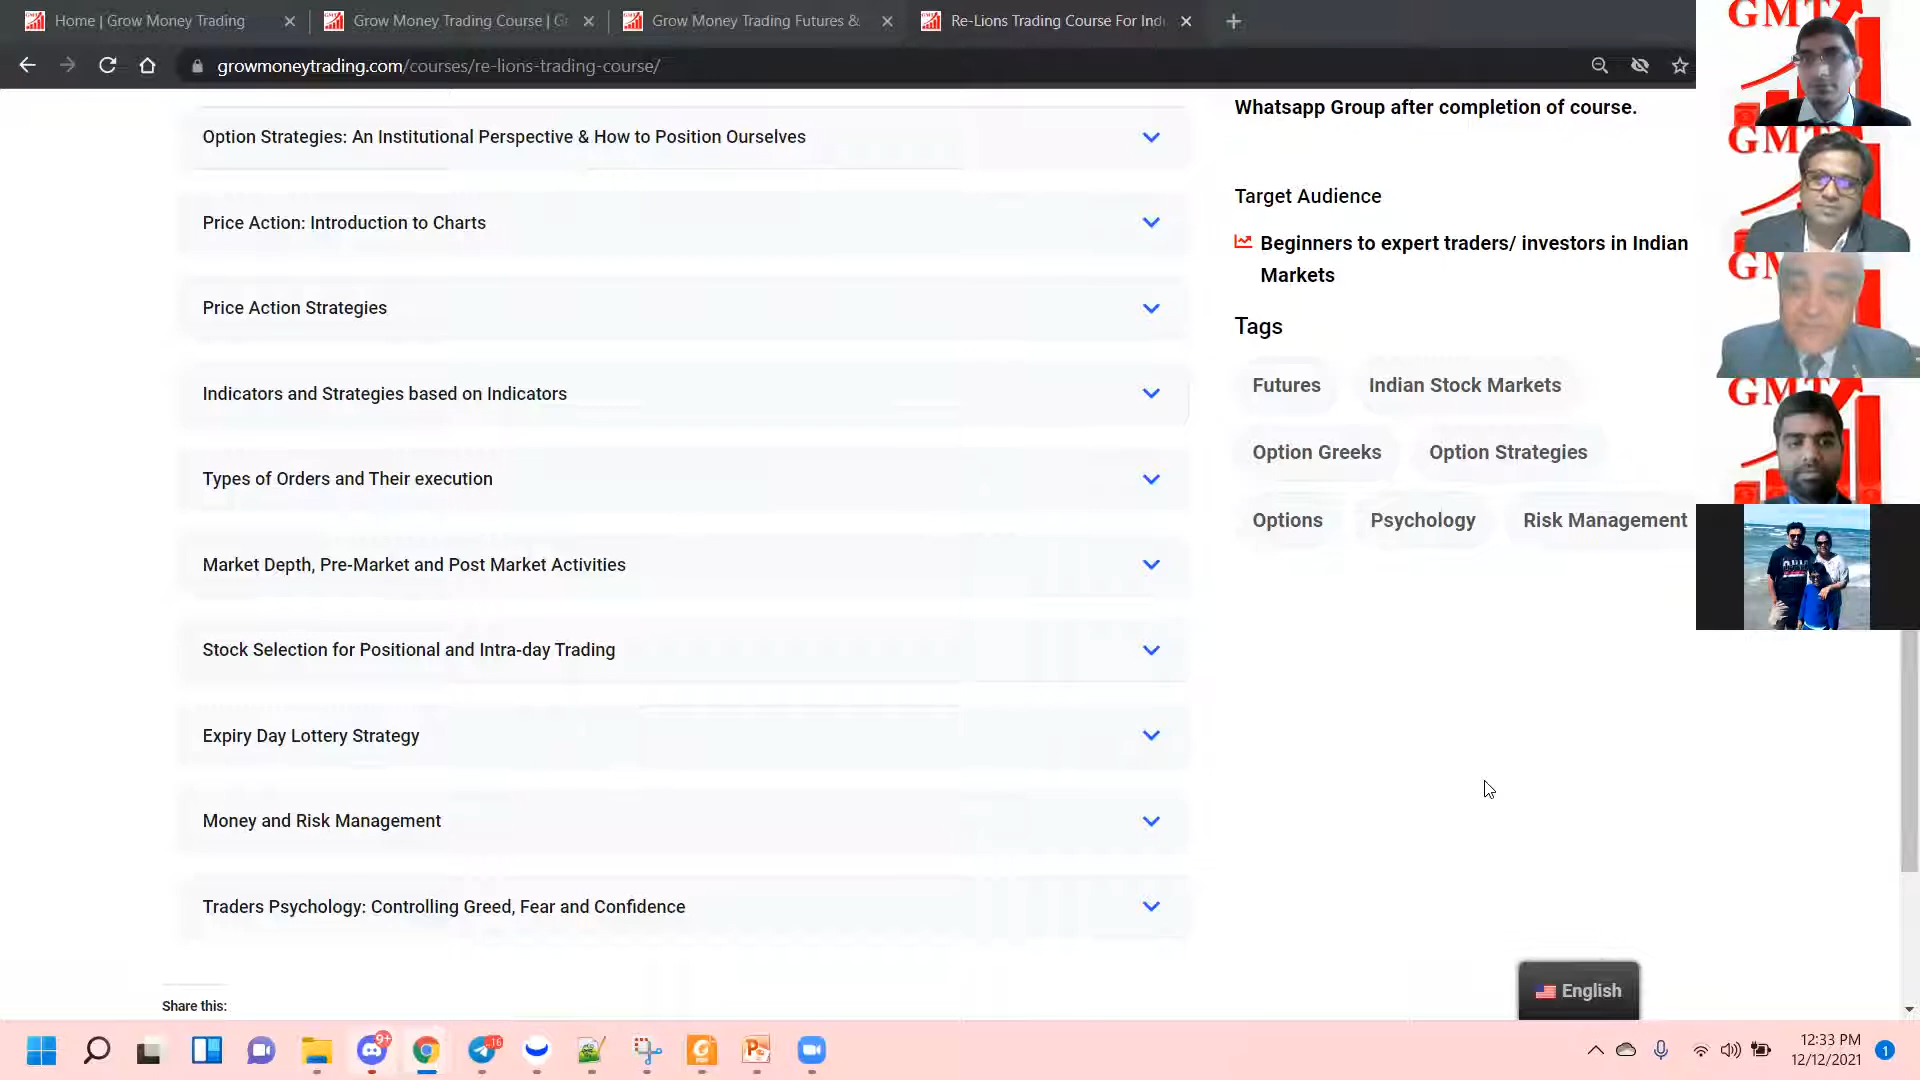 Home | Grow Money Trading
Grow Money Trading Course | G
Grow Money Trading Futures &
Re-Lions Trading Course For Ind
growmoneytrading.com/courses/re-lions-trading-course/
Option Strategies: An Institutional Perspective & How to Position Ourselves
Price Action: Introduction to Charts
Price Action Strategies
Indicators and Strategies based on Indicators
Types of Orders and Their execution
Market Depth, Pre-Market and Post Market Activities
Stock Selection for Positional and Intra-day Trading
Expiry Day Lottery Strategy
Money and Risk Management
Traders Psychology: Controlling Greed, Fear and Confidence
Share this:
Whatsapp Group after completion of course.
Target Audience
Beginners to expert traders/ investors in Indian
Markets
Tags
Futures
Indian Stock Markets
Option Greeks
Option Strategies
Options
Psychology
Risk Management
English
GMT
GMT
GMT
9+
16
12:33 PM
12/12/2021
1